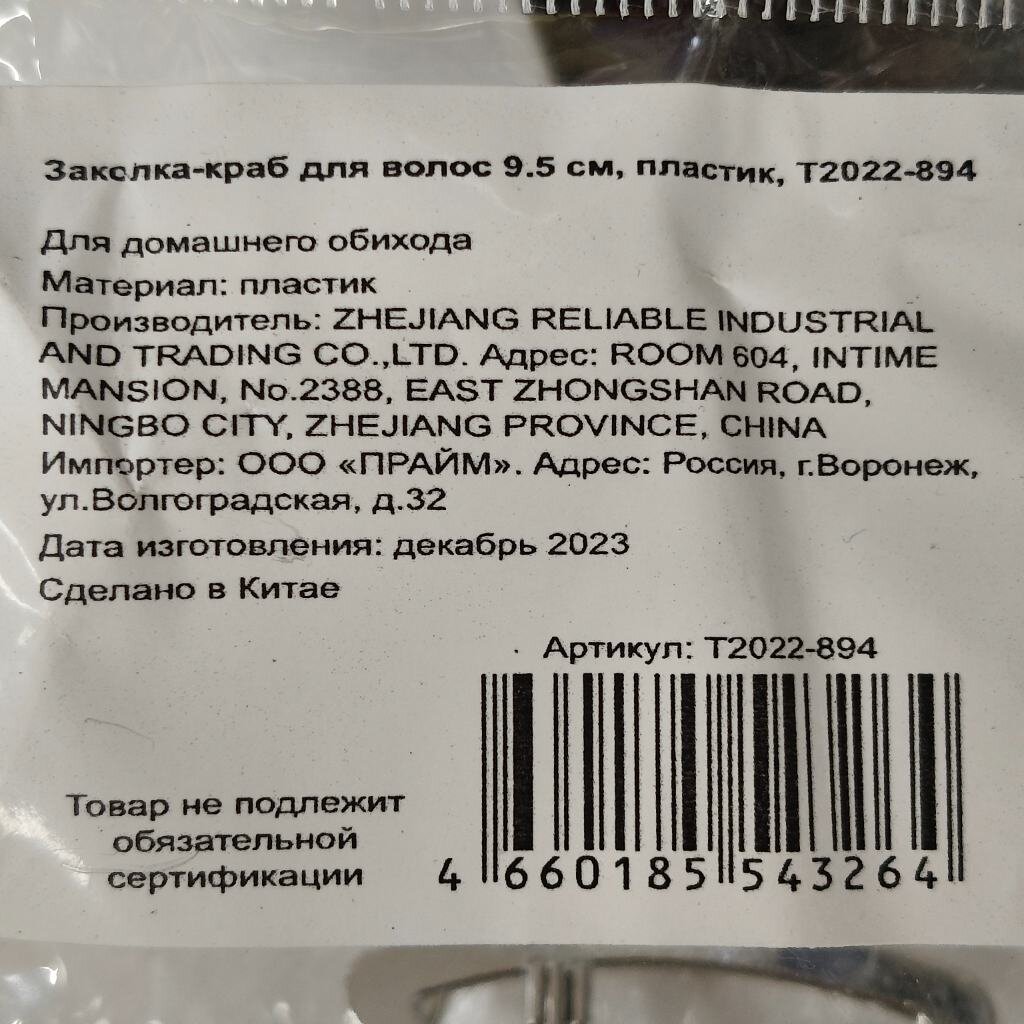 Заколка-краб для волос 9.5 см, пластик, Т2022-894
Для домашнего обихода
Материал: пластик
Производитель: ZHEJIANG RELIABLE INDUSTRIAL
AND TRADING CO.,LTD. Адрес: ROOM 604, INTIME
MANSION, No.2388, EAST ZHONGSHAN ROAD,
NINGBO CITY, ZHEJIANG PROVINCE, CHINA
Импортер: ООО «ПРАЙМ». Адрес: Россия, г.Воронеж,
ул.Волгоградская, д.32
Дата изготовления: декабрь 2023
Сделано в Китае
Артикул: Т2022-894
Товар не подлежит
обязательной
сертификации
4 660185 543264